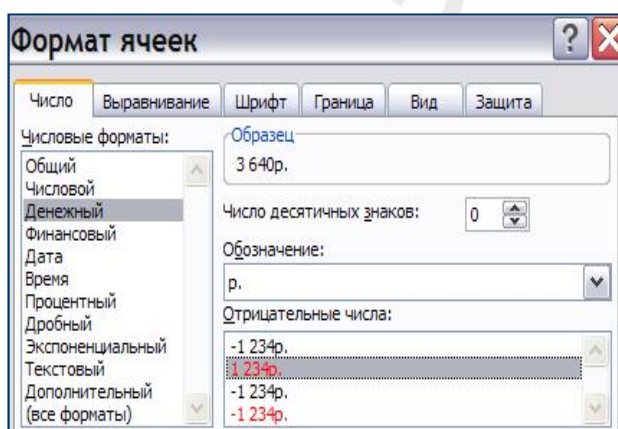 Формат ячеек
Число Выравнивание Шрифт Граница Вид Защита
Числовые форматы:
Общий
Числовой
Денежный
Финансовый
Дата
Время
Процентный
Дробный
Экспоненциальный
Текстовый
Дополнительный
(все форматы)
Образец
3 640р.
Число десятичных знаков: 0
Обозначение:
р.
Отрицательные числа:
-1 234р.
1 234р.
-1 234р.
-1 234р.